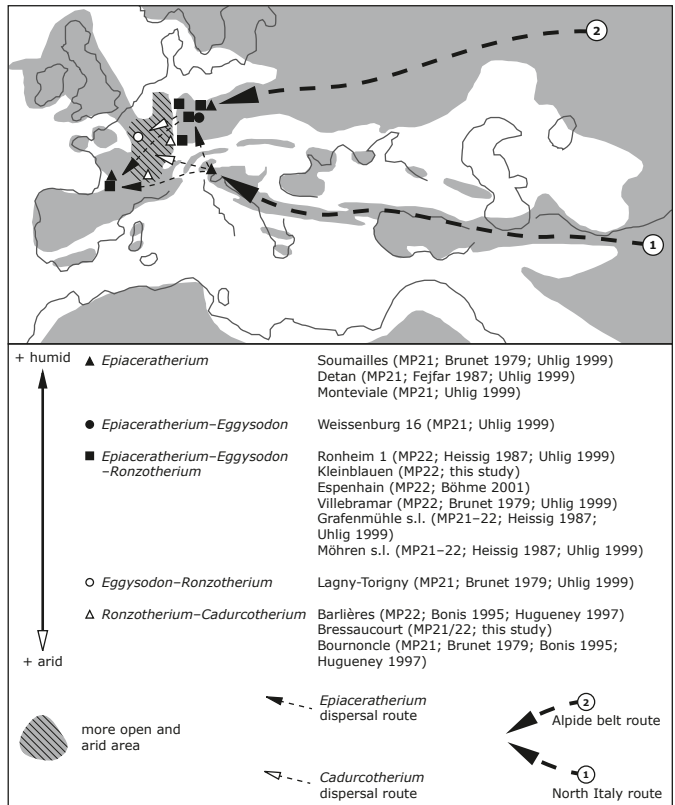 2
1
+ humid
▲ Epiaceratherium
Soumailles (MP21; Brunet 1979; Uhlig 1999)
Detan (MP21; Fejfar 1987; Uhlig 1999)
Monteviale (MP21; Uhlig 1999)
● Epiaceratherium–Eggysodon
Weissenburg 16 (MP21; Uhlig 1999)
■ Epiaceratherium–Eggysodon
–Ronzotherium
Ronheim 1 (MP22; Heissig 1987; Uhlig 1999)
Kleinblauen (MP22; this study)
Espenhain (MP22; Böhme 2001)
Villebramar (MP22; Brunet 1979; Uhlig 1999)
Grafenmühle s.l. (MP21–22; Heissig 1987;
Uhlig 1999)
Möhren s.l. (MP21–22; Heissig 1987; Uhlig 1999)
○ Eggysodon–Ronzotherium
Lagny-Torigny (MP21; Brunet 1979; Uhlig 1999)
△ Ronzotherium–Cadurcotherium
Barlières (MP22; Bonis 1995; Hugueney 1997)
Bressaucourt (MP21/22; this study)
Bournoncle (MP21; Brunet 1979; Bonis 1995;
Hugueney 1997)
+ arid
more open and
arid area
Epiaceratherium
dispersal route
Cadurcotherium
dispersal route
2
Alpide belt route
1
North Italy route